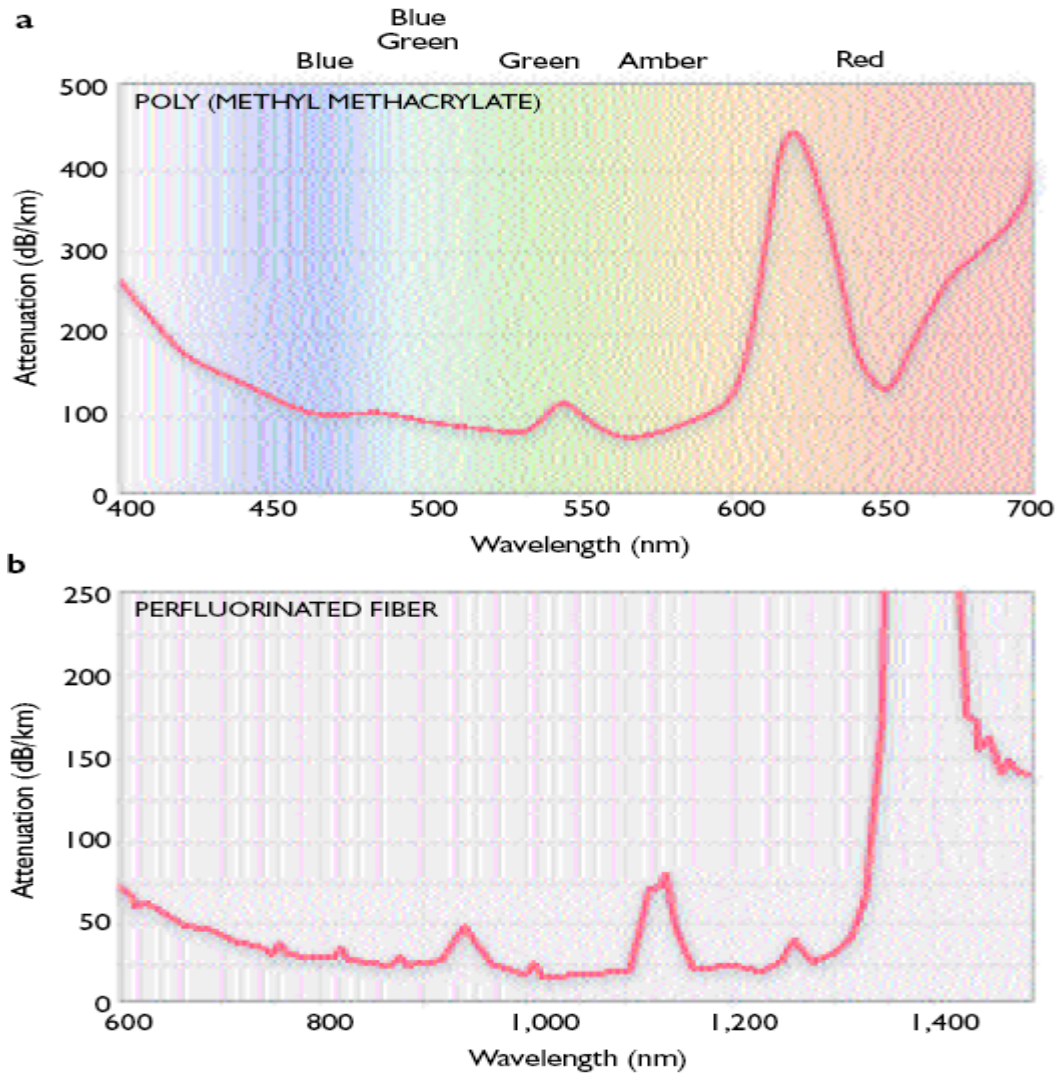 a
Blue
Blue
Green
Green
Amber
Red
POLY (METHYL METHACRYLATE)
Attenuation (dB/km)
500
400
300
200
100
0
400 450 500 550 600 650 700
Wavelength (nm)
b
PERFLUORINATED FIBER
Attenuation (dB/km)
250
200
150
100
50
0
600 800 1,000 1,200 1,400
Wavelength (nm)